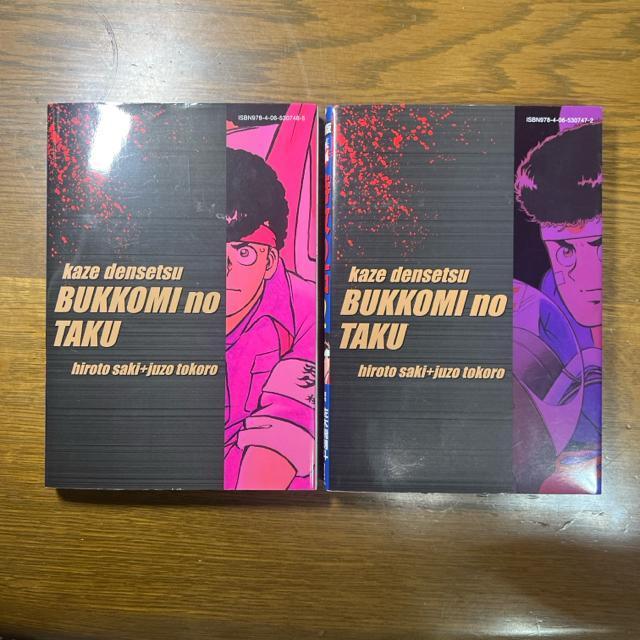 ISBN978-4-06-530746-5
kaze densetsu
BUKKOMI no
TAKU
hiroto saki+juzo tokoro
ISBN978-4-06-530747-2
kaze densetsu
BUKKOMI no
TAKU
hiroto saki+juzo tokoro